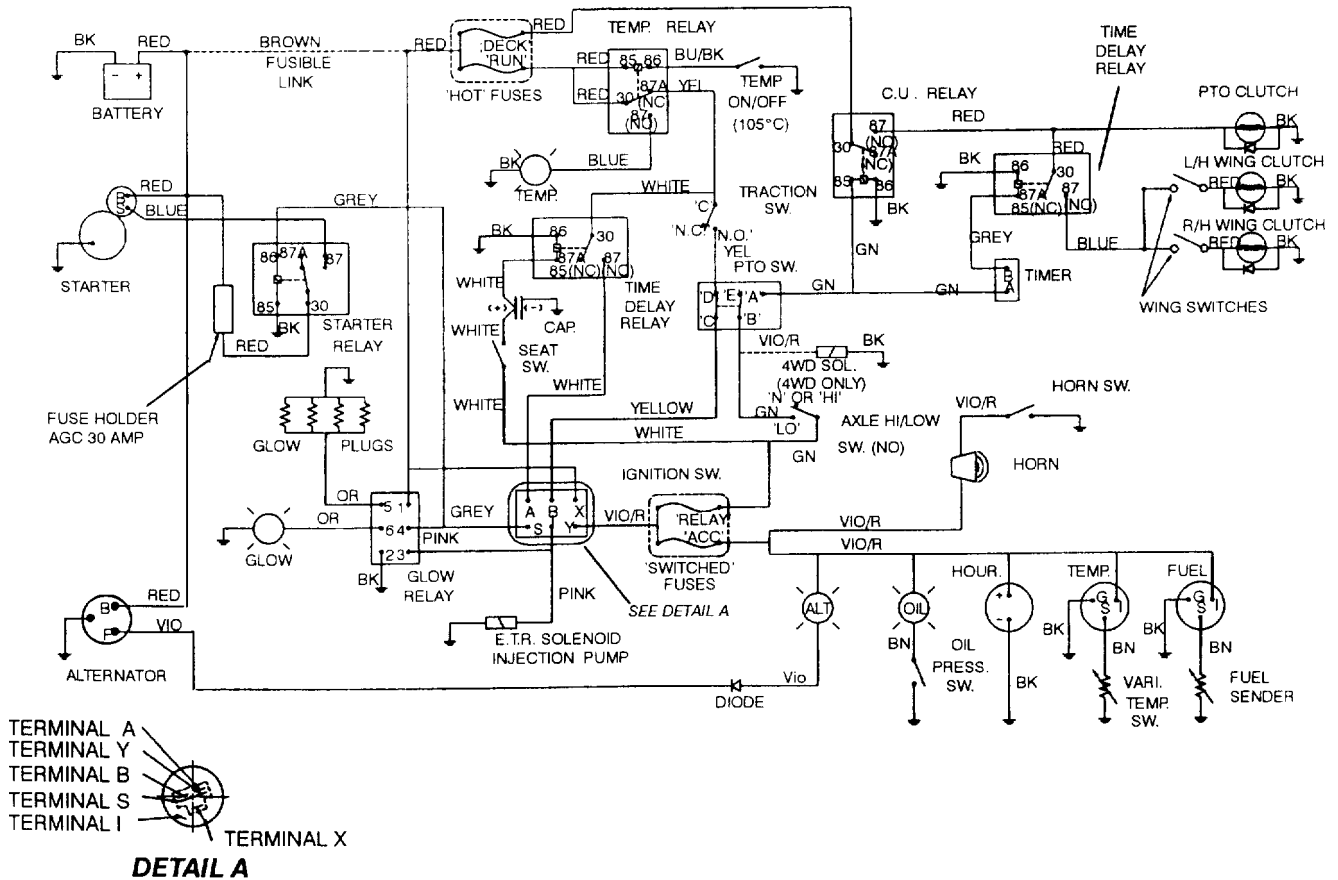 BK
RED
BROWN
FUSIBLE
LINK
- +
BATTERY
RED
RED
'DECK'
'RUN'
'HOT' FUSES
TEMP. RELAY
RED
RED
85
86
87A
30
(NC)
87
(NO)
BU/BK
YEL
TEMP
ON/OFF
(105°C)
BK
BLUE
TEMP.
WHITE
TRACTION
SW.
'C'
'N.C.'
'N.O.'
YEL
PTO SW.
C.U. RELAY
87
(NO)
30
87A
(NC)
85
86
BK
RED
GN
TIME
DELAY
RELAY
BK
86
RED
30
87A
87
85(NC)
(NO)
GREY
BLUE
B
A
TIMER
GN
GN
PTO CLUTCH
BK
L/H WING CLUTCH
RED
BK
R/H WING CLUTCH
RED
BK
WING SWITCHES
B
S
RED
BLUE
STARTER
GREY
86
87A
87
85
30
BK
RED
STARTER
RELAY
FUSE HOLDER
AGC 30 AMP
BK
86
30
87A
87
85(NC)
(NC)
WHITE
(+)
(-)
CAP.
WHITE
SEAT
SW.
WHITE
TIME
DELAY
RELAY
WHITE
'D'
'E'
'A'
'C'
'B'
VIO/R
BK
4WD SOL.
(4WD ONLY)
'N' OR 'HI'
GN
'LO'
AXLE HI/LOW
SW. (NO)
GN
YELLOW
WHITE
VIO/R
HORN SW.
HORN
GLOW
PLUGS
OR
5 1
6 4
2 3
OR
GLOW
BK
GLOW
RELAY
GREY
PINK
IGNITION SW.
A
B
X
S
Y
VIO/R
'RELAY'
'ACC'
'SWITCHED'
FUSES
VIO/R
VIO/R
SEE DETAIL A
PINK
E.T.R. SOLENOID
INJECTION PUMP
B
F
RED
VIO
ALTERNATOR
DIODE
Vio
ALT
OIL
BN
OIL
PRESS.
SW.
HOUR.
+
-
BK
TEMP.
G
S
I
BK
BN
VARI.
TEMP.
SW.
FUEL
G
S
I
BK
BN
FUEL
SENDER
TERMINAL A
TERMINAL Y
TERMINAL B
TERMINAL S
TERMINAL I
TERMINAL X
DETAIL A